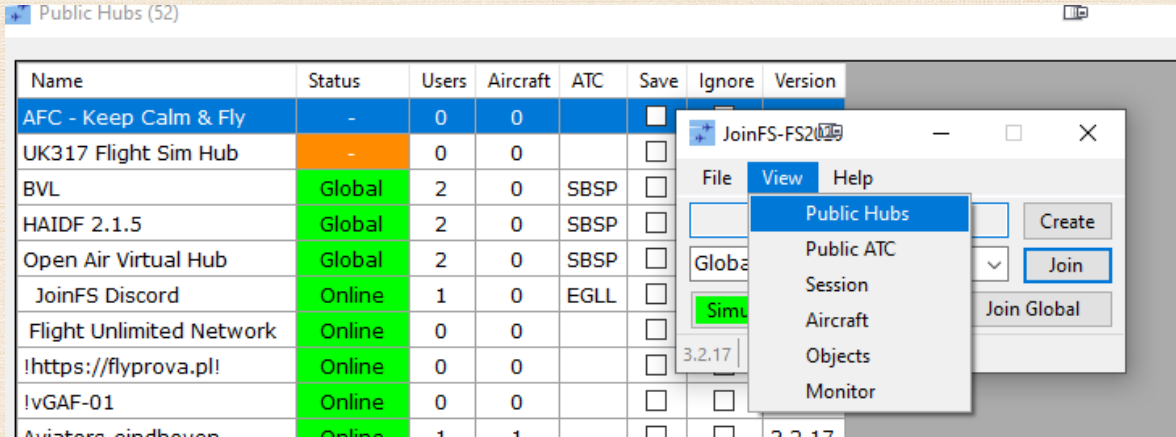 Public Hubs (52)
Name Status Users Aircraft ATC Save Ignore Version
AFC - Keep Calm & Fly - 0 0
UK317 Flight Sim Hub - 0 0
BVL Global 2 0 SBSP
HAIDF 2.1.5 Global 2 0 SBSP
Open Air Virtual Hub Global 2 0 SBSP
JoinFS Discord Online 1 0 EGLL
Flight Unlimited Network Online 0 0
!https://flyprova.pl! Online 0 0
!vGAF-01 Online 0 0
Aviators eindhoven Online 1 1 3.2.17
File View Help
Public Hubs
Create
Public ATC
Join
Session
Join Global
Aircraft
3.2.17
Objects
Monitor